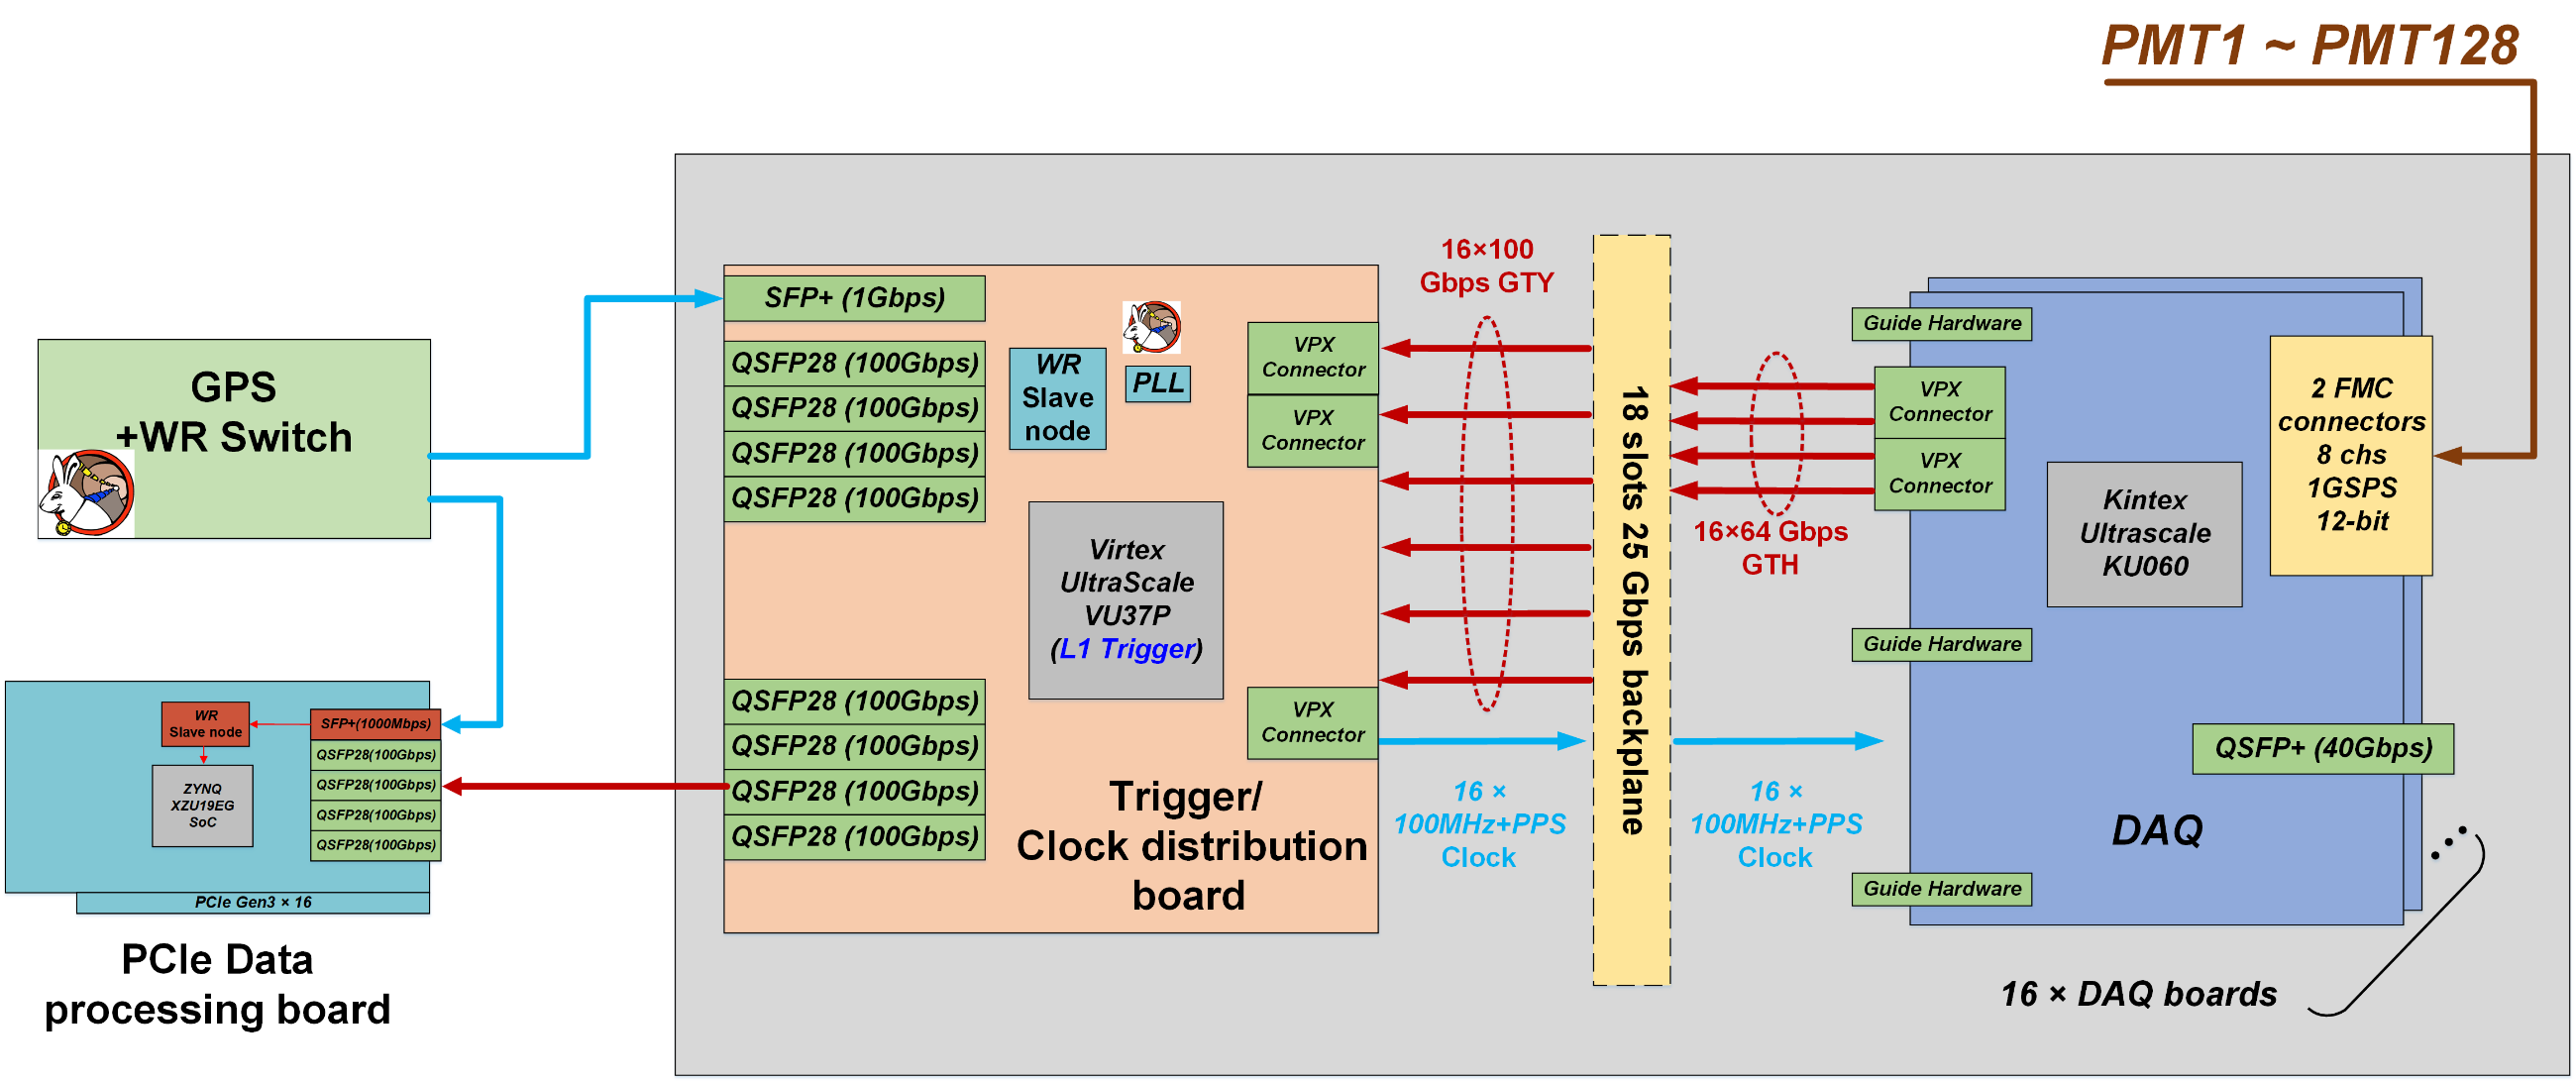 PMT1 ~ PMT128
GPS
+WR Switch
WR
Slave node
SFP+(1000Mbps)
QSFP28(100Gbps)
QSFP28(100Gbps)
QSFP28(100Gbps)
QSFP28(100Gbps)
ZYNQ
XZU19EG
SoC
PCIe Gen3 × 16
PCIe Data
processing board
SFP+ (1Gbps)
QSFP28 (100Gbps)
QSFP28 (100Gbps)
QSFP28 (100Gbps)
QSFP28 (100Gbps)
WR
Slave
node
PLL
VPX
Connector
VPX
Connector
Virtex
UltraScale
VU37P
(L1 Trigger)
QSFP28 (100Gbps)
QSFP28 (100Gbps)
QSFP28 (100Gbps)
QSFP28 (100Gbps)
VPX
Connector
Trigger/
Clock distribution
board
16×100
Gbps GTY
16 ×
100MHz+PPS
Clock
18 slots 25 Gbps backplane
16×64 Gbps
GTH
16 ×
100MHz+PPS
Clock
Guide Hardware
VPX
Connector
VPX
Connector
Guide Hardware
Guide Hardware
2 FMC
connectors
8 chs
1GSPS
12-bit
Kintex
Ultrascale
KU060
QSFP+ (40Gbps)
DAQ
16 × DAQ boards